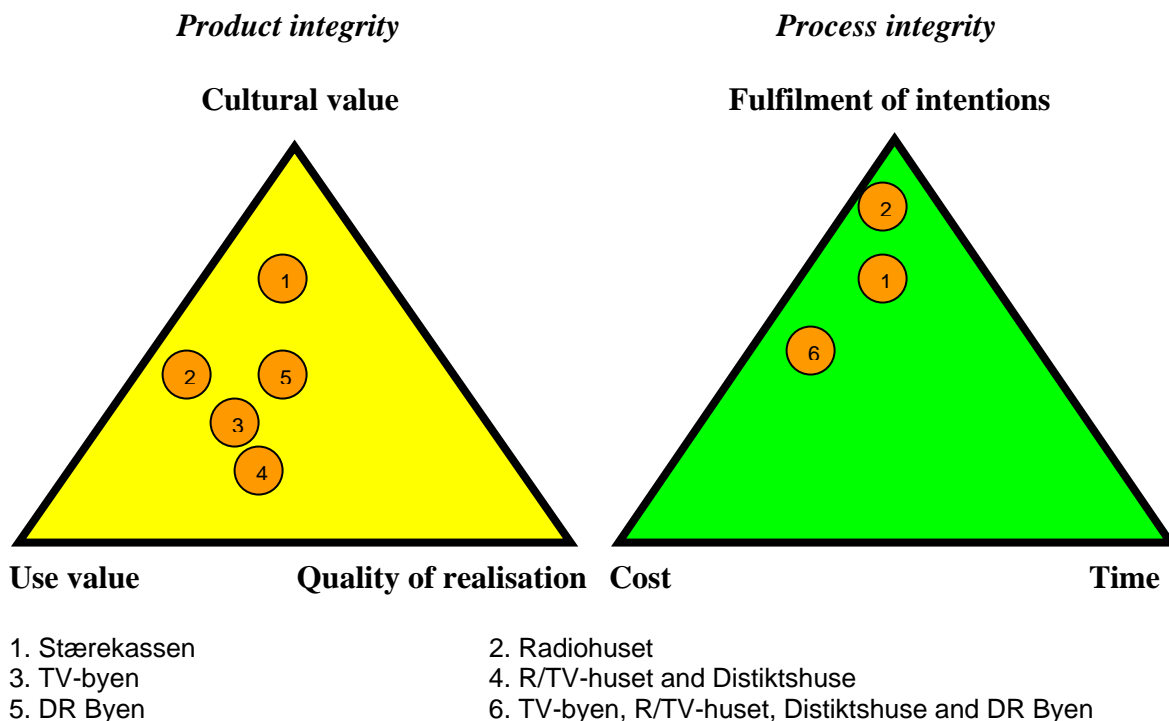 Product integrity
Process integrity
Cultural value
Fulfilment of intentions
1
2
5
3
4
2
1
6
Use value
Quality of realisation
Cost
Time
1. Stærekassen
2. Radiohuset
3. TV-byen
4. R/TV-huset and Distiktshuse
5. DR Byen
6. TV-byen, R/TV-huset, Distiktshuse and DR Byen